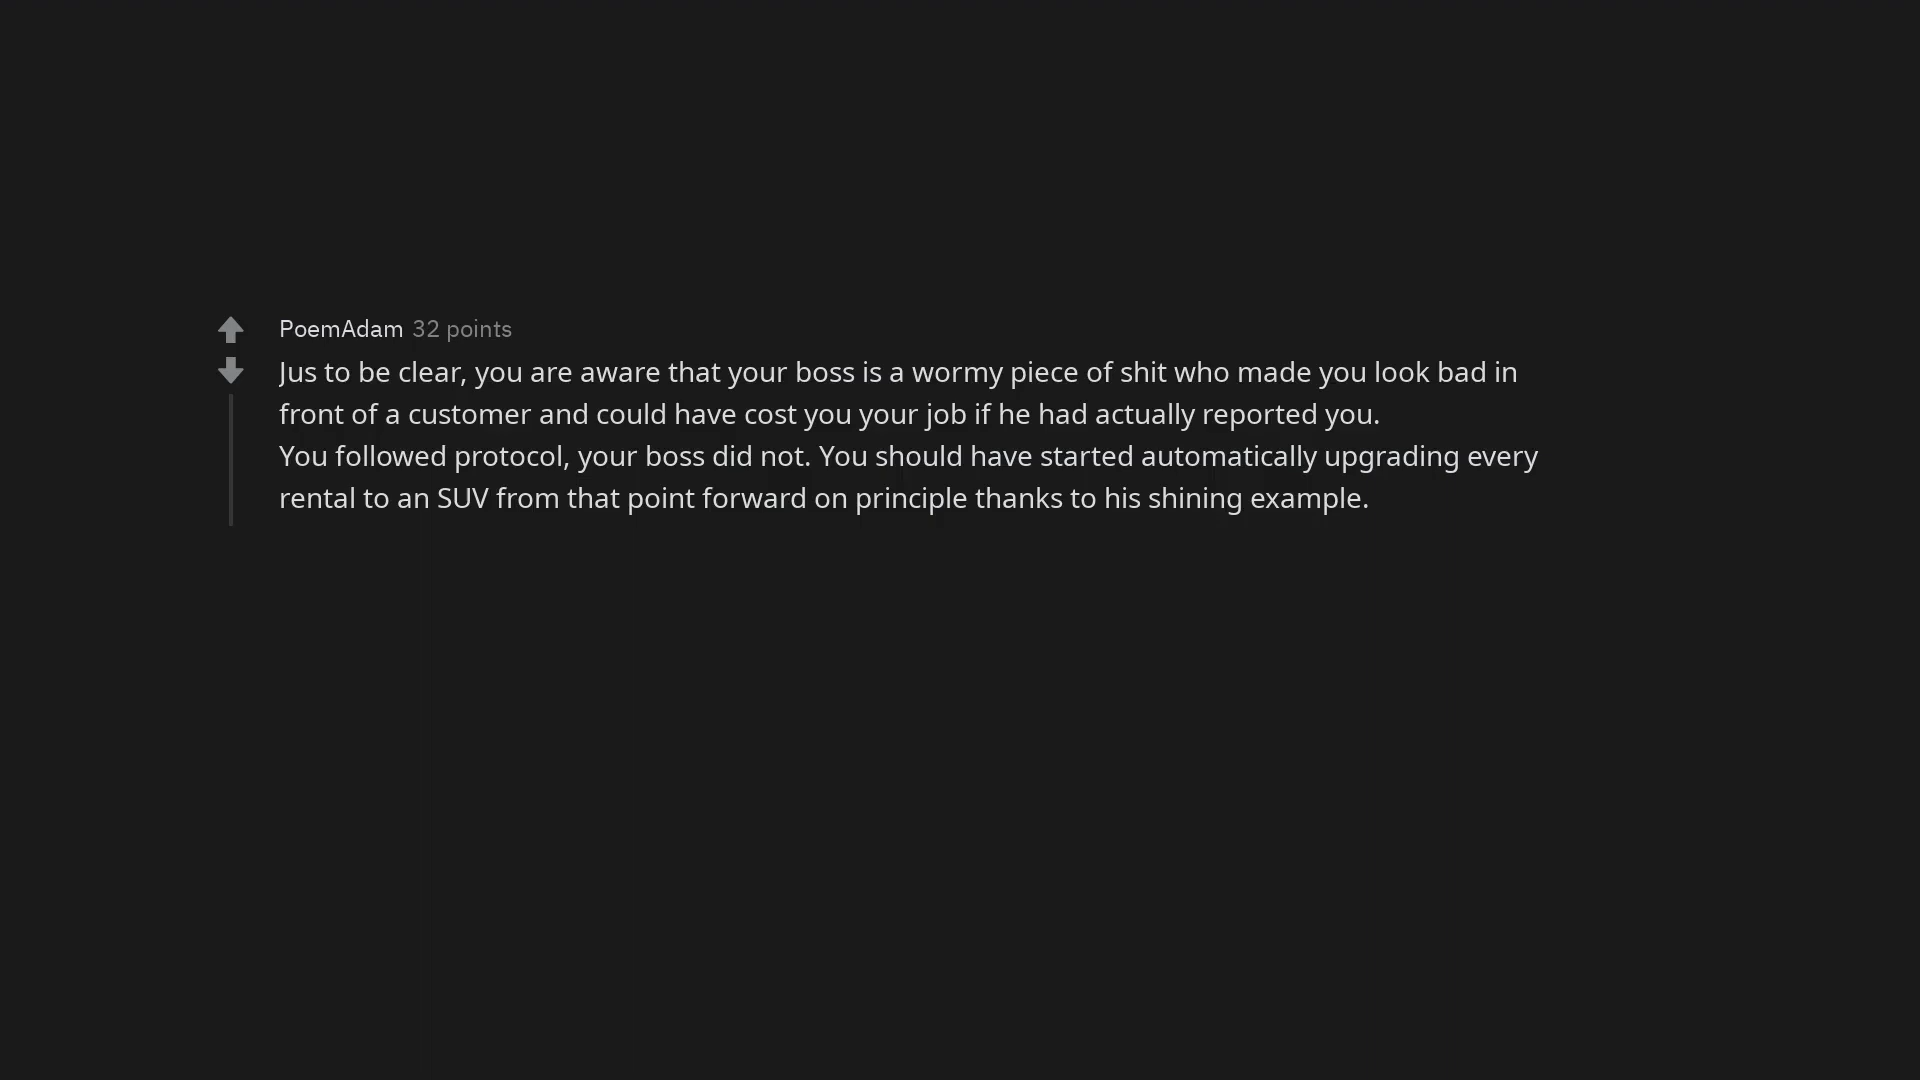 PoemAdam 32 points
Jus to be clear, you are aware that your boss is a wormy piece of shit who made you look bad in
front of a customer and could have cost you your job if he had actually reported you.
You followed protocol, your boss did not. You should have started automatically upgrading every
rental to an SUV from that point forward on principle thanks to his shining example.